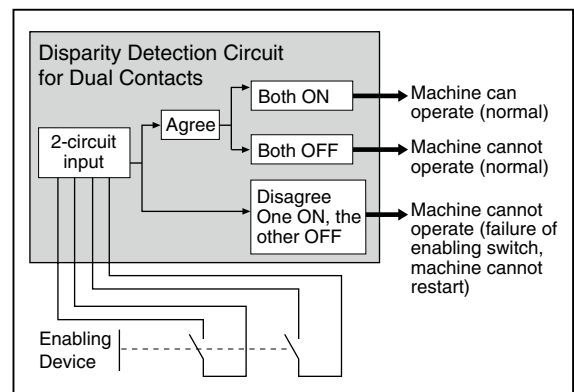 Disparity Detection Circuit
for Dual Contacts
2-circuit
input
Agree
Both ON
Both OFF
Disagree
One ON, the
other OFF
Machine can
operate (normal)
Machine cannot
operate (normal)
Machine cannot
operate (failure of
enabling switch,
machine cannot
restart)
Enabling
Device